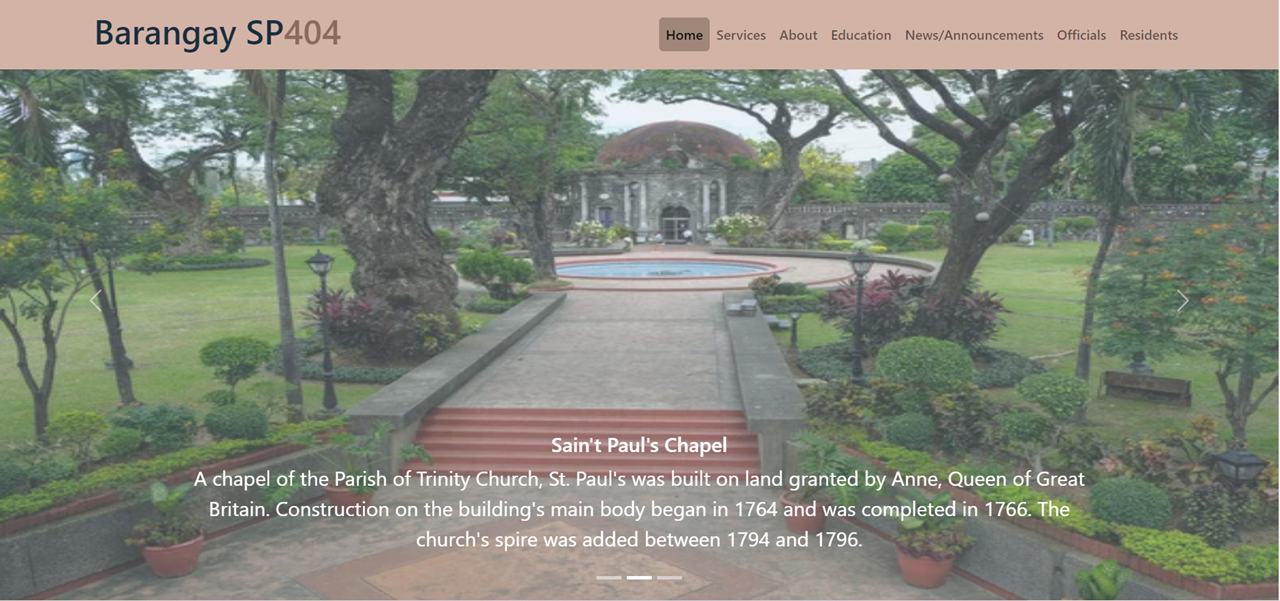 Barangay SP404
Home Services About Education News/Announcements Officials Residents
Sain't Paul's Chapel
A chapel of the Parish of Trinity Church, St. Paul's was built on land granted by Anne, Queen of Great
Britain. Construction on the building's main body began in 1764 and was completed in 1766. The
church's spire was added between 1794 and 1796.